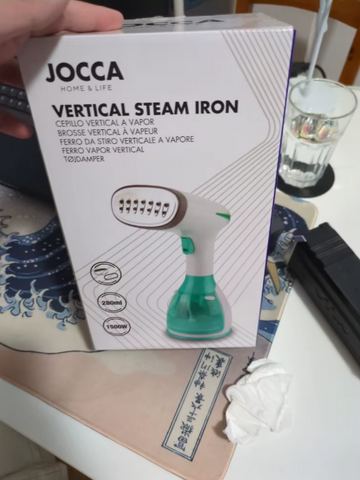 JOCCA
HOME & LIFE
VERTICAL STEAM IRON
CEPILLO VERTICAL A VAPOR
BROSSE VERTICAL À VAPEUR
FERRO DA STIRO VERTICALE A VAPORE
FERRO VAPOR VERTICAL
TØJDAMPER
280ml
1500W